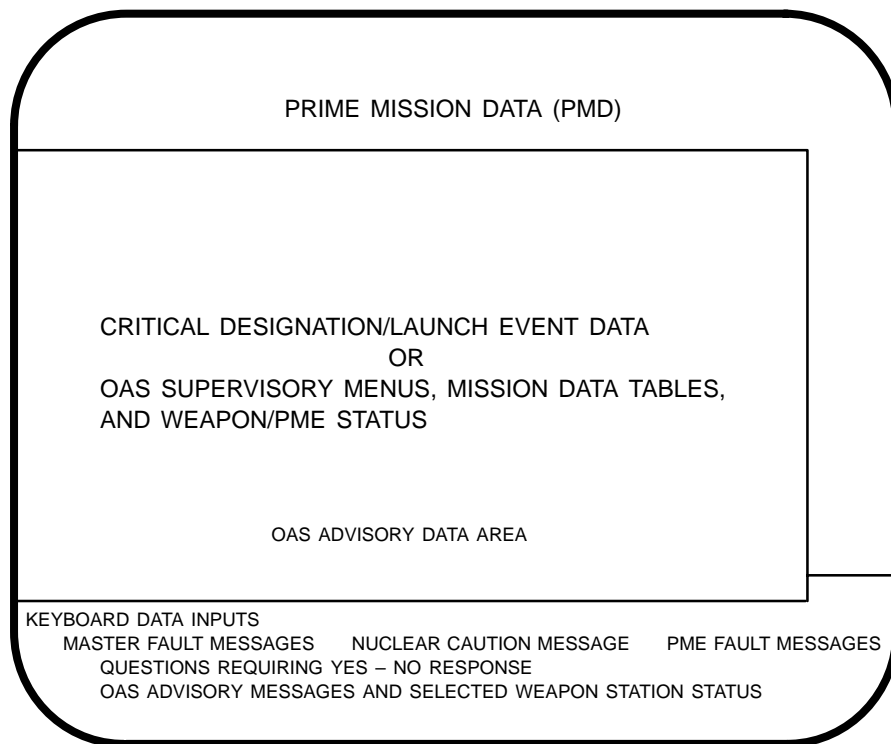 PRIME MISSION DATA (PMD)
CRITICAL DESIGNATION/LAUNCH EVENT DATA
OR
OAS SUPERVISORY MENUS, MISSION DATA TABLES,
AND WEAPON/PME STATUS
OAS ADVISORY DATA AREA
KEYBOARD DATA INPUTS
MASTER FAULT MESSAGES NUCLEAR CAUTION MESSAGE PME FAULT MESSAGES
QUESTIONS REQUIRING YES – NO RESPONSE
OAS ADVISORY MESSAGES AND SELECTED WEAPON STATION STATUS